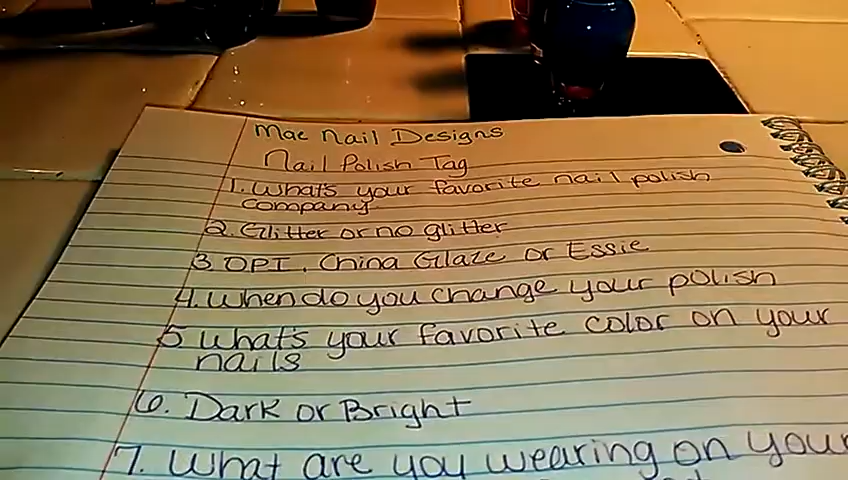 Mae Nail Designs
Nail Polish Tag
1. What's your favorite nail polish
company
2. Glitter or no glitter
3 OPI, China Glaze or Essie
4. When do you change your polish
5 What's your favorite color on your
nails
6. Dark or Bright
7. What are you wearing on your